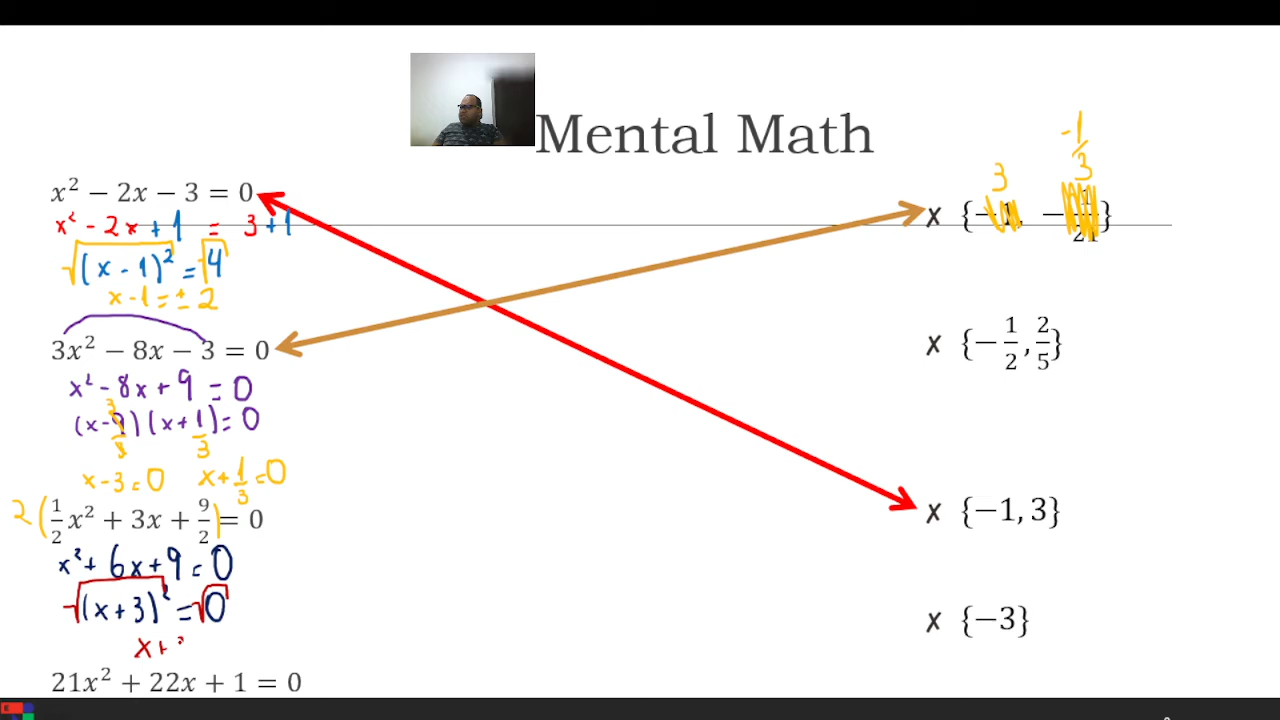 Mental Math
x² − 2x − 3 = 0
x² - 2x + 1 = 3 + 1
√(x - 1)² = √4
x - 1 = ± 2
3x² − 8x − 3 = 0
x² - 8x + 9 = 0
(x - 9) (x + 1/3) = 0
x - 3 = 0 x + 1/3 = 0
2 (1/2 x² + 3x + 9/2) = 0
x² + 6x + 9 = 0
√(x + 3)² = √0
x +
21x² + 22x + 1 = 0
3 -1/3
x {−1, − 1/21}
x {−1/2, 2/5}
x {−1, 3}
x {−3}